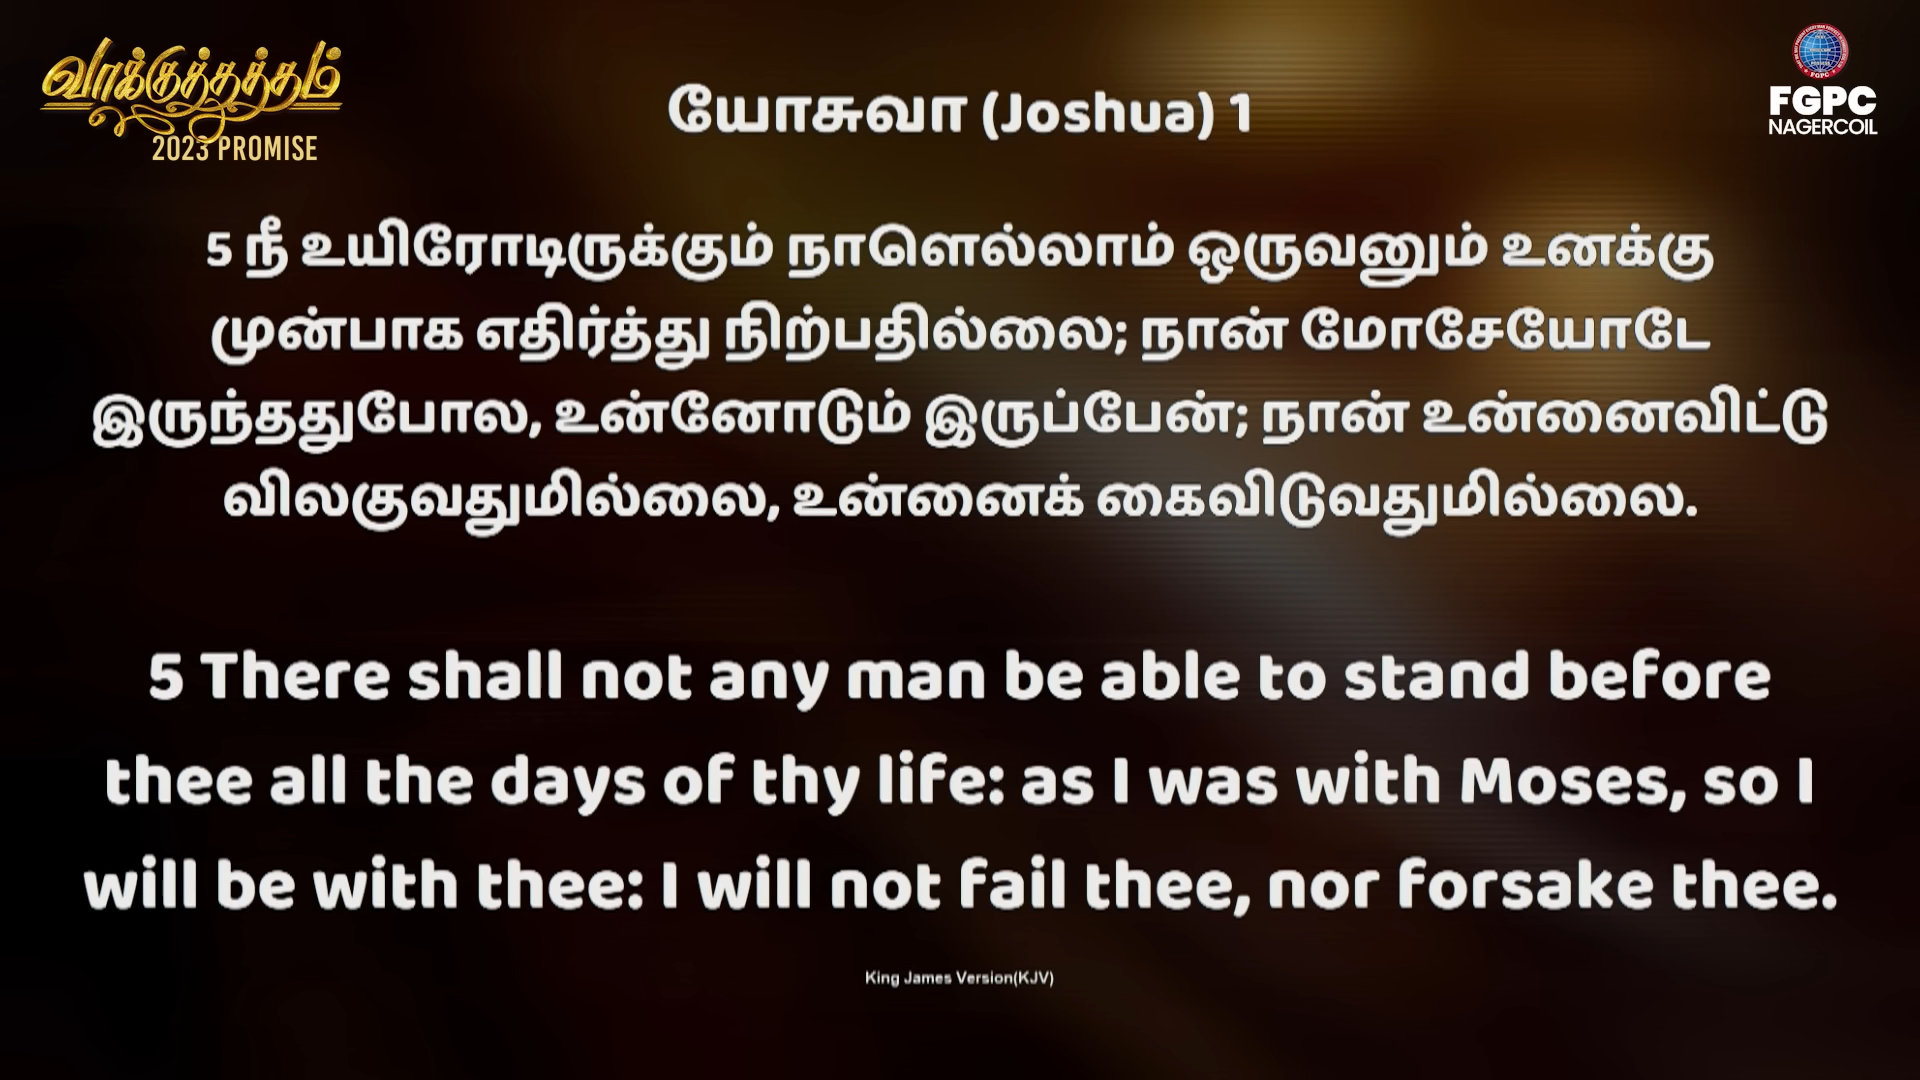 வாக்குத்தத்தம்
2023 PROMISE
FGPC
NAGERCOIL
யோசுவா (Joshua) 1
5 நீ உயிரோடிருக்கும் நாளெல்லாம் ஒருவனும் உனக்கு
முன்பாக எதிர்த்து நிற்பதில்லை; நான் மோசேயோடே
இருந்ததுபோல, உன்னோடும் இருப்பேன்; நான் உன்னைவிட்டு
விலகுவதுமில்லை, உன்னைக் கைவிடுவதுமில்லை.
5 There shall not any man be able to stand before
thee all the days of thy life: as I was with Moses, so I
will be with thee: I will not fail thee, nor forsake thee.
King James Version(KJV)